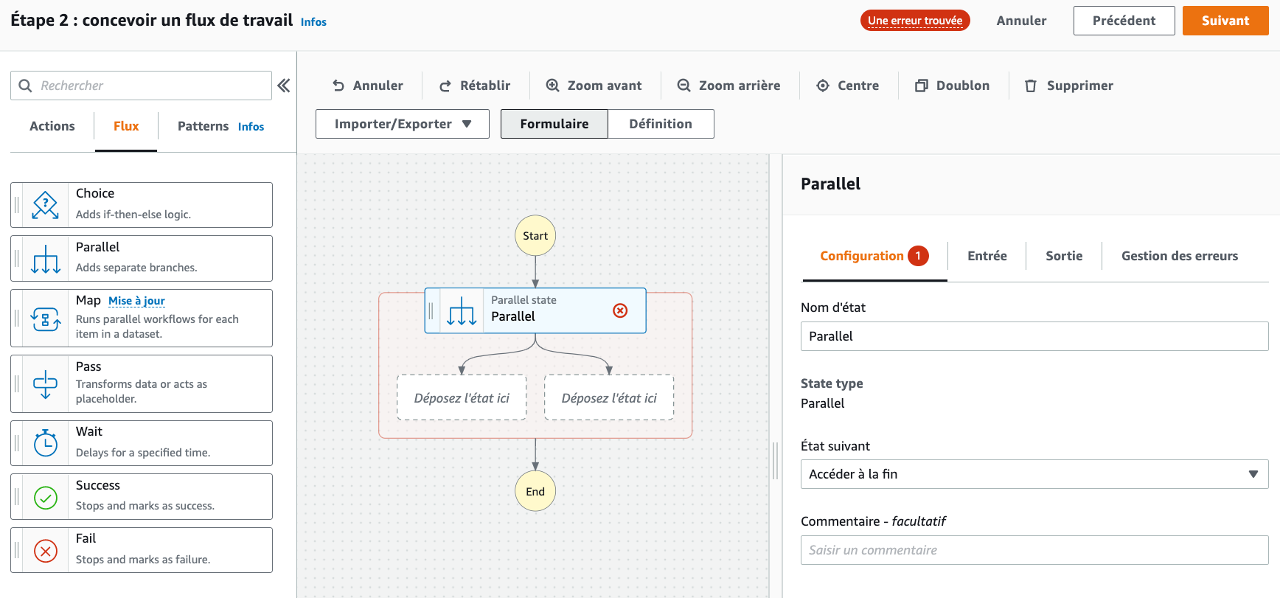 Étape 2 : concevoir un flux de travail Infos
Une erreur trouvée
Annuler
Précédent
Suivant
Rechercher
Actions
Flux
Patterns Infos
Choice
Adds if-then-else logic.
Parallel
Adds separate branches.
Map Mise à jour
Runs parallel workflows for each
item in a dataset.
Pass
Transforms data or acts as
placeholder.
Wait
Delays for a specified time.
Success
Stops and marks as success.
Fail
Stops and marks as failure.
Annuler
Rétablir
Zoom avant
Zoom arrière
Centre
Doublon
Supprimer
Importer/Exporter
Formulaire
Définition
Start
Parallel state
Parallel
Déposez l'état ici
Déposez l'état ici
End
Parallel
Configuration 1
Entrée
Sortie
Gestion des erreurs
Nom d'état
Parallel
State type
Parallel
État suivant
Accéder à la fin
Commentaire - facultatif
Saisir un commentaire